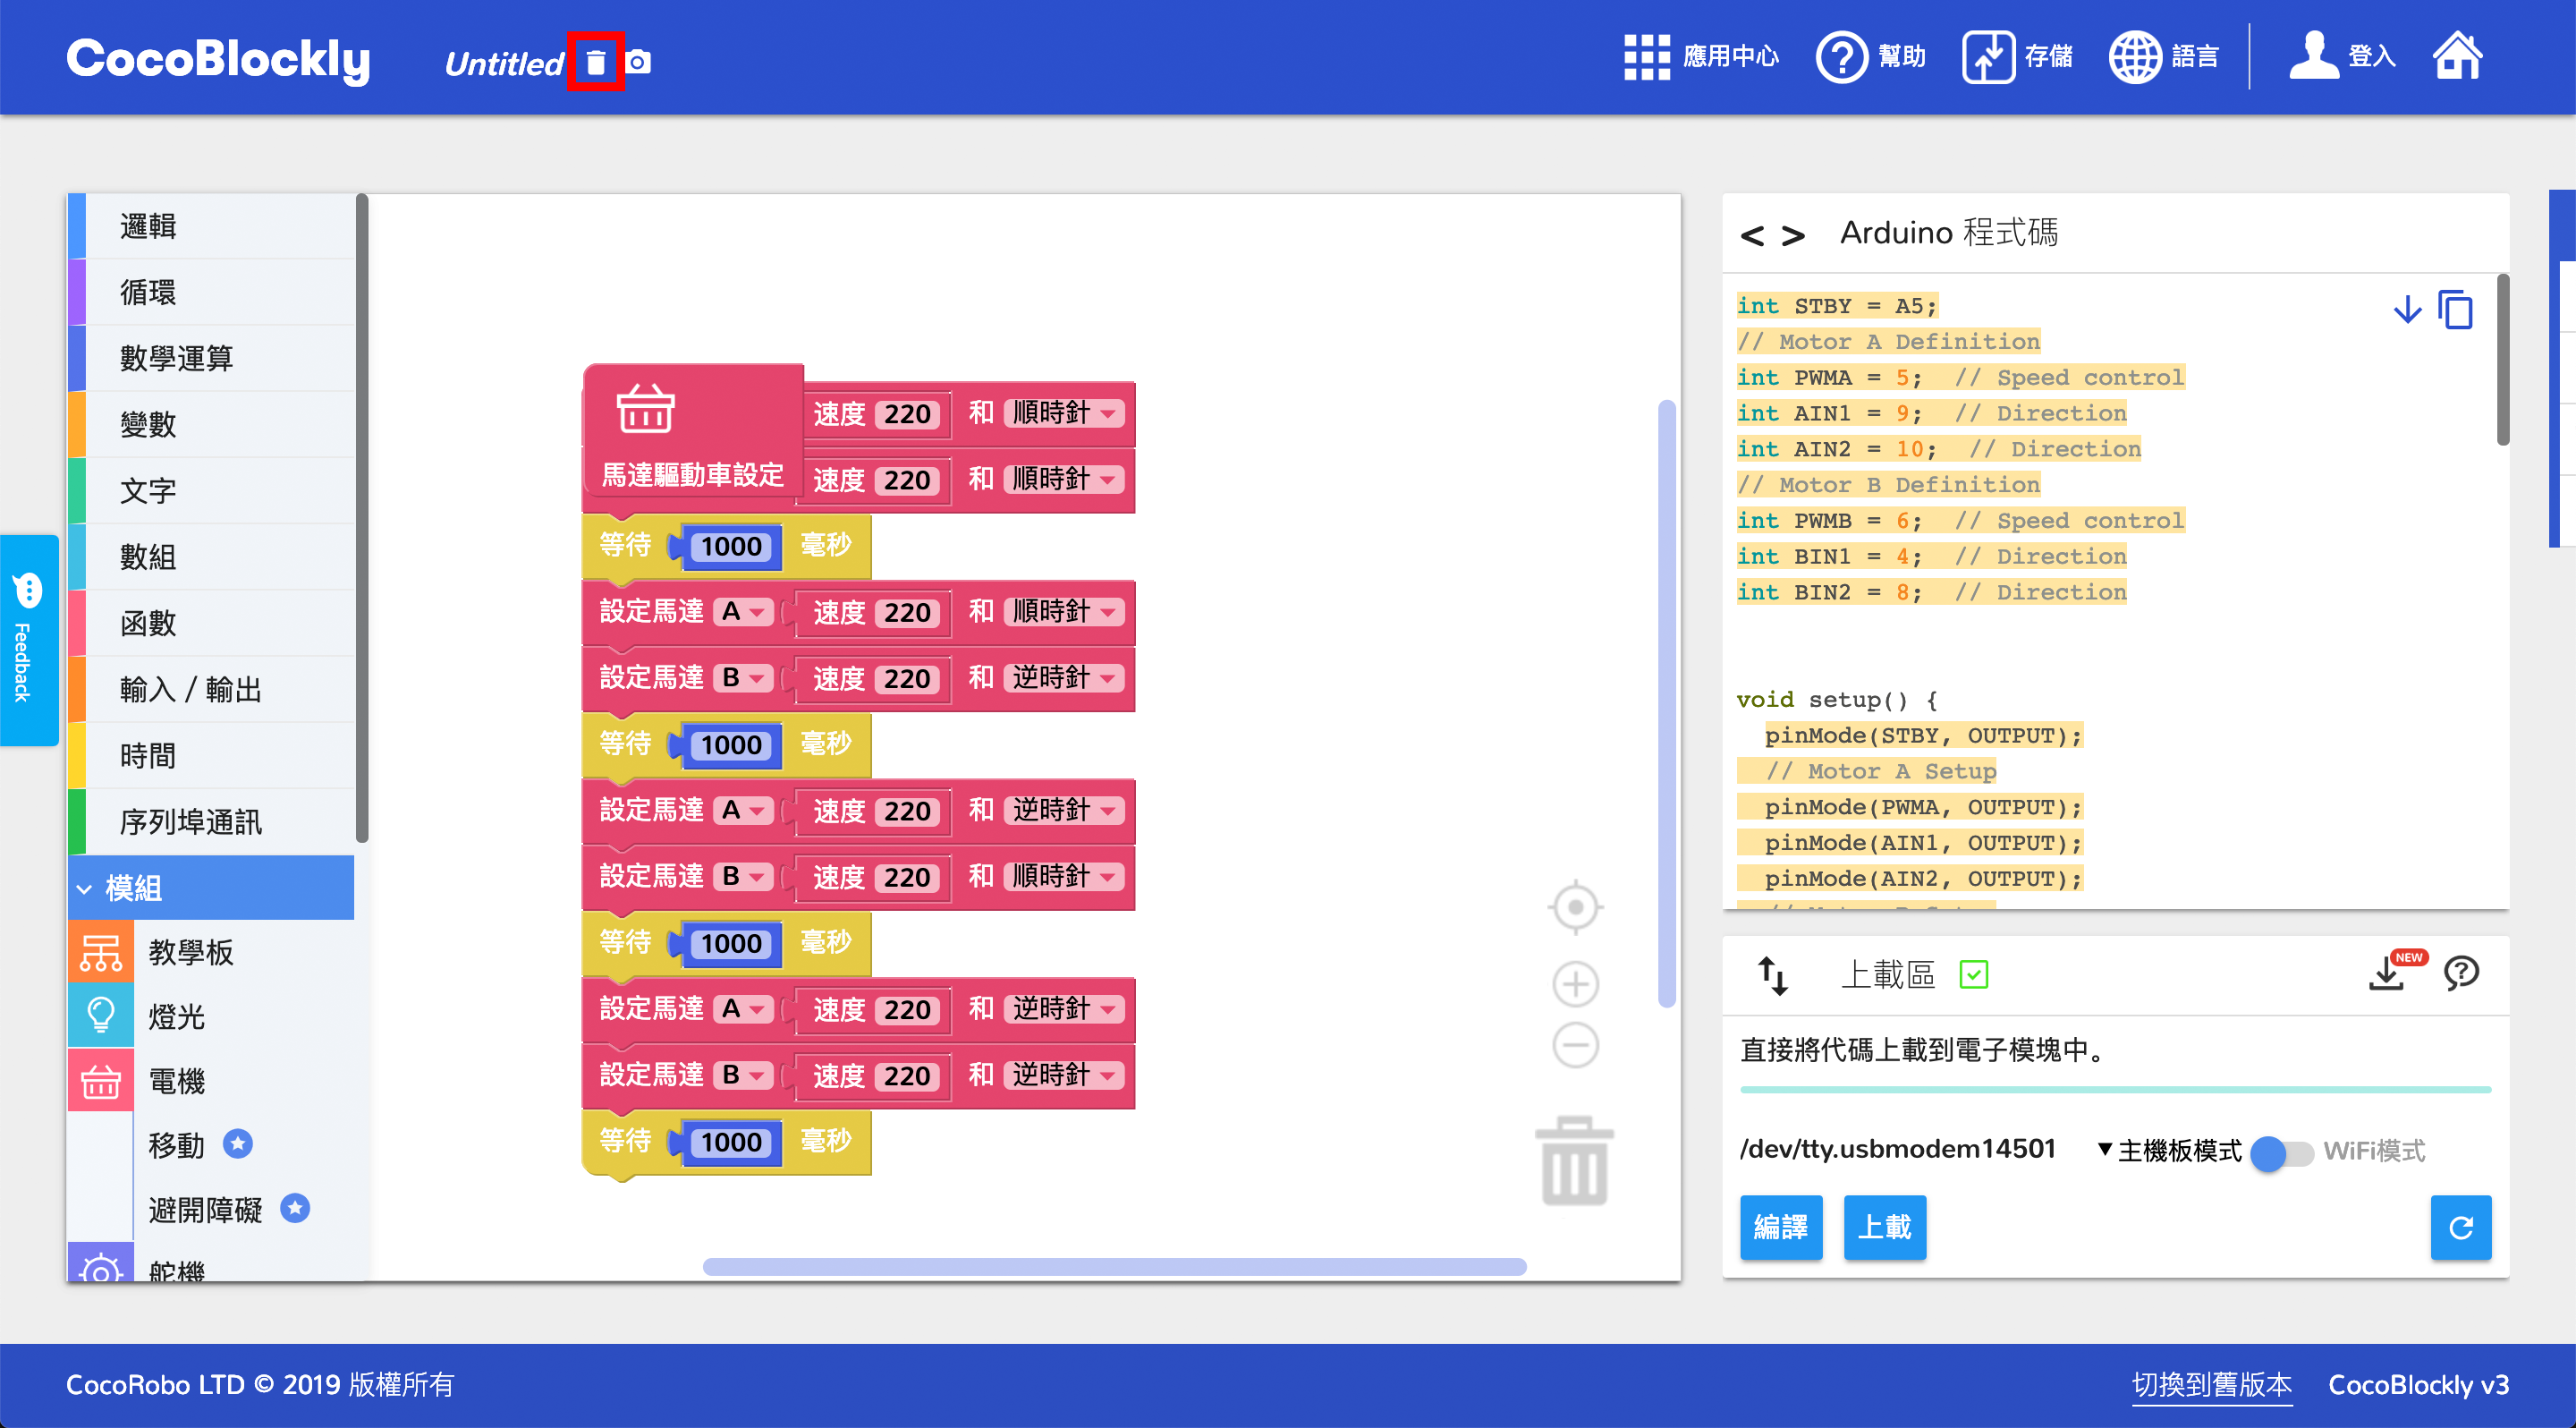 CocoBlockly
Untitled
應用中心
幫助
存儲
語言
登入
邏輯
循環
數學運算
變數
文字
數組
函數
輸入 / 輸出
時間
序列埠通訊
模組
教學板
燈光
電機
移動
避開障礙
舵機
Feedback
馬達驅動車設定
速度 220 和 順時針
速度 220 和 順時針
等待 1000 毫秒
設定馬達 A 速度 220 和 順時針
設定馬達 B 速度 220 和 逆時針
等待 1000 毫秒
設定馬達 A 速度 220 和 逆時針
設定馬達 B 速度 220 和 順時針
等待 1000 毫秒
設定馬達 A 速度 220 和 逆時針
設定馬達 B 速度 220 和 逆時針
等待 1000 毫秒
< > Arduino 程式碼
int STBY = A5;
// Motor A Definition
int PWMA = 5;  // Speed control
int AIN1 = 9;  // Direction
int AIN2 = 10;  // Direction
// Motor B Definition
int PWMB = 6;  // Speed control
int BIN1 = 4;  // Direction
int BIN2 = 8;  // Direction
void setup() {
pinMode(STBY, OUTPUT);
// Motor A Setup
pinMode(PWMA, OUTPUT);
pinMode(AIN1, OUTPUT);
pinMode(AIN2, OUTPUT);
上載區
NEW
直接將代碼上載到電子模塊中。
/dev/tty.usbmodem14501 ▼主機板模式 WiFi模式
編譯
上載
CocoRobo LTD © 2019 版權所有
切換到舊版本
CocoBlockly v3